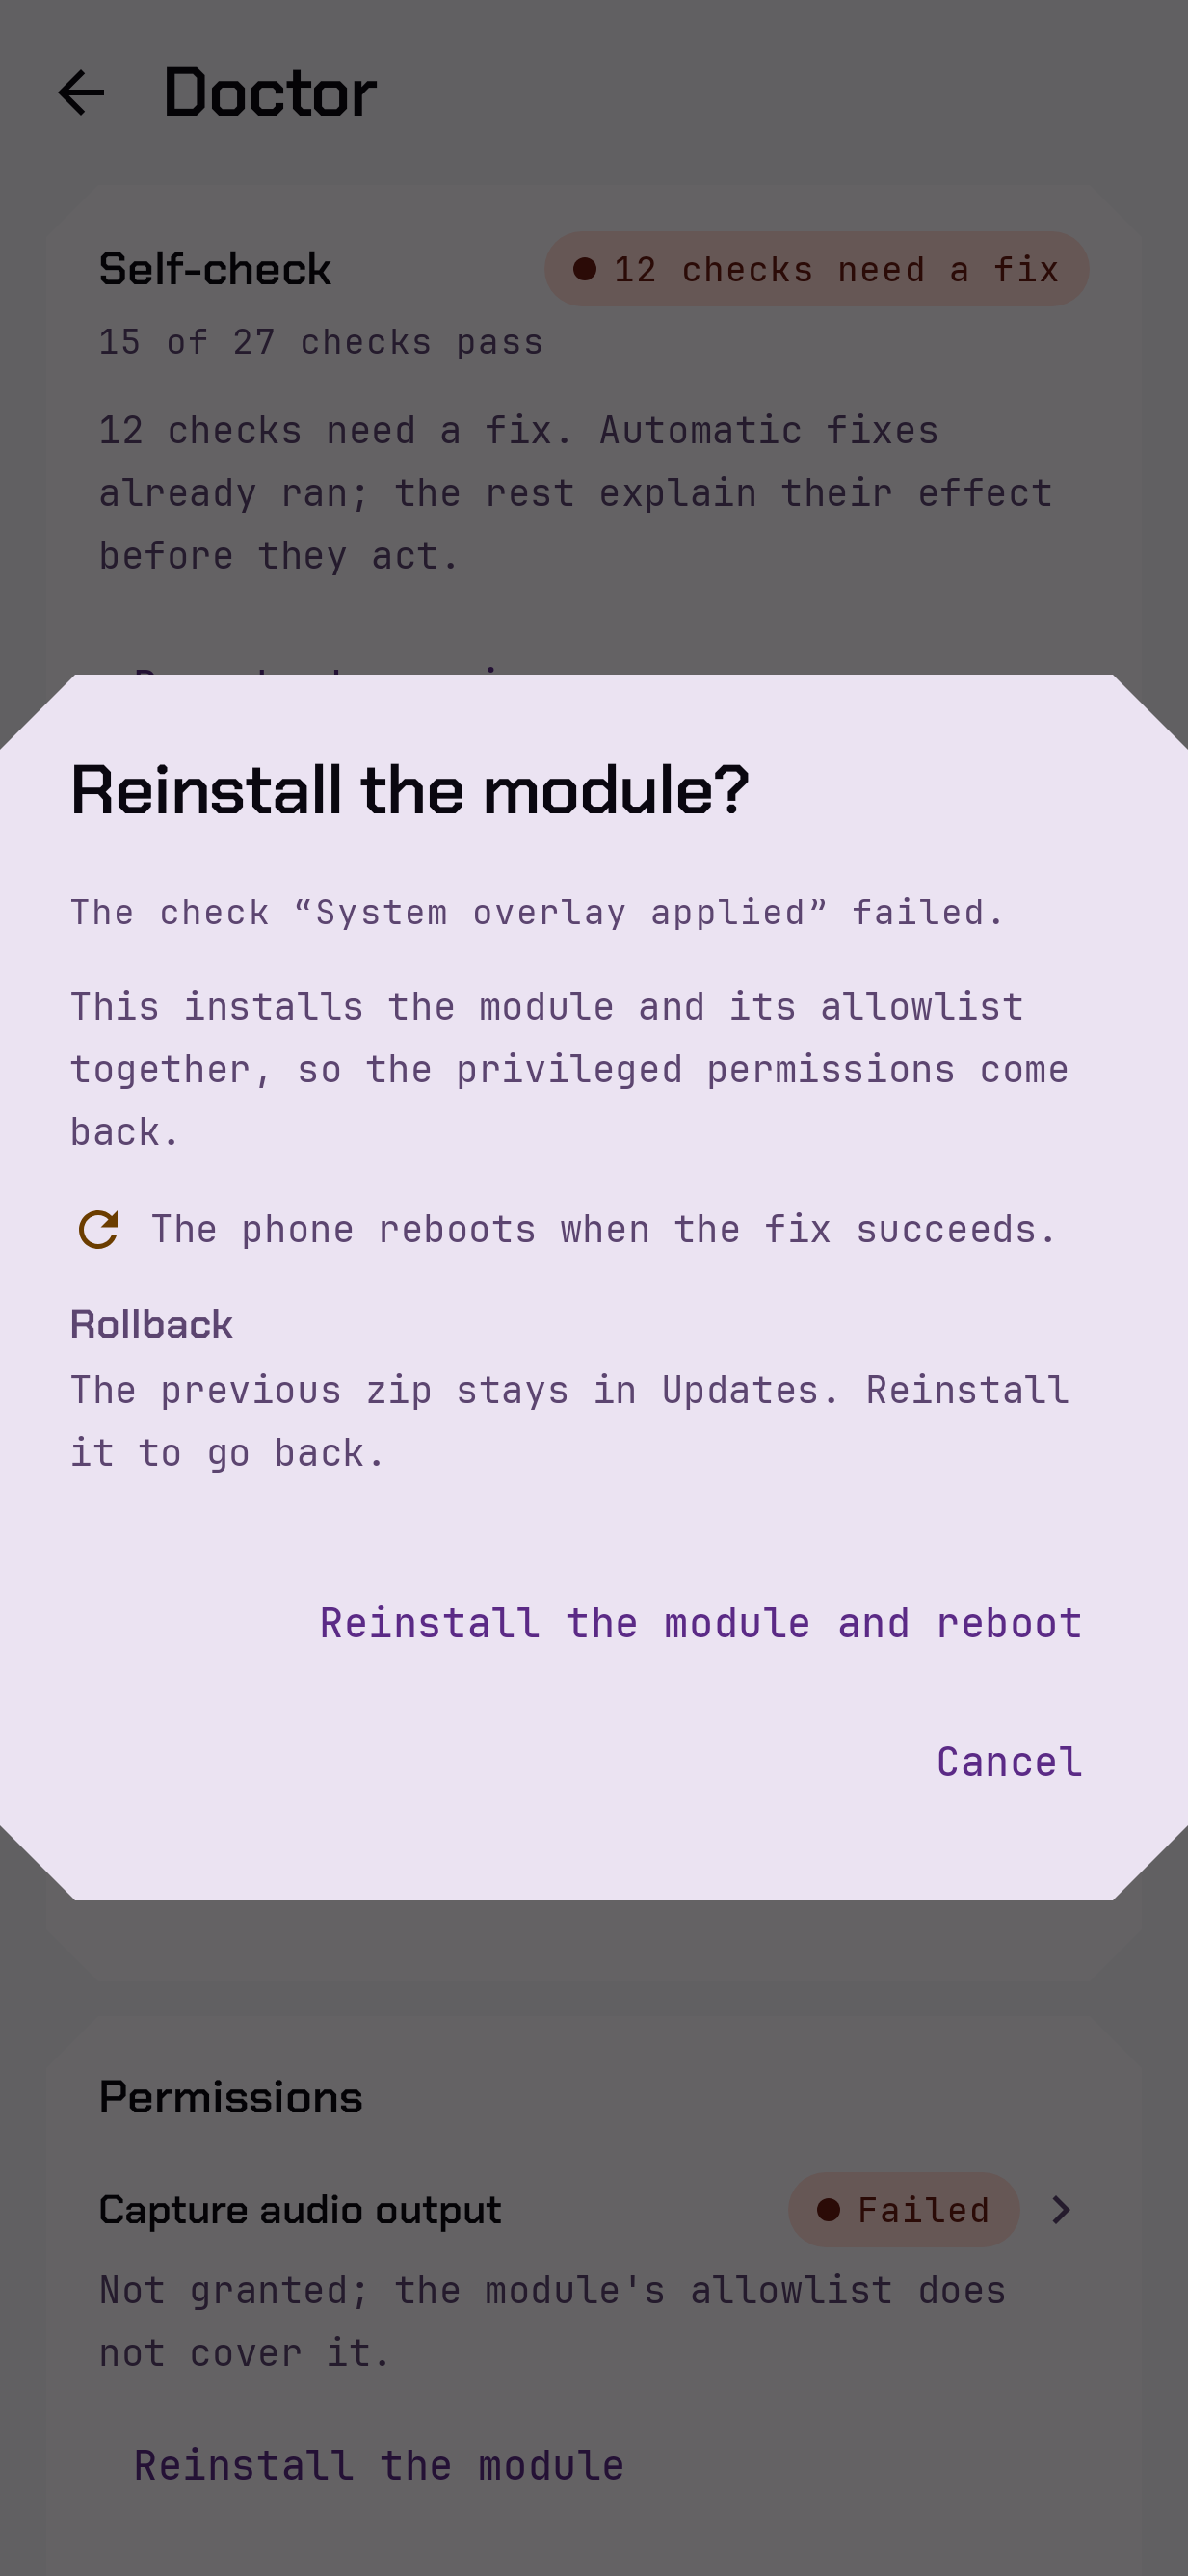 Doctor
Self-check
12 checks need a fix
15 of 27 checks pass
12 checks need a fix. Automatic fixes
already ran; the rest explain their effect
before they act.
Reinstall the module?
The check “System overlay applied” failed.
This installs the module and its allowlist
together, so the privileged permissions come
back.
The phone reboots when the fix succeeds.
Rollback
The previous zip stays in Updates. Reinstall
it to go back.
Reinstall the module and reboot
Cancel
Permissions
Capture audio output
Failed
Not granted; the module's allowlist does
not cover it.
Reinstall the module